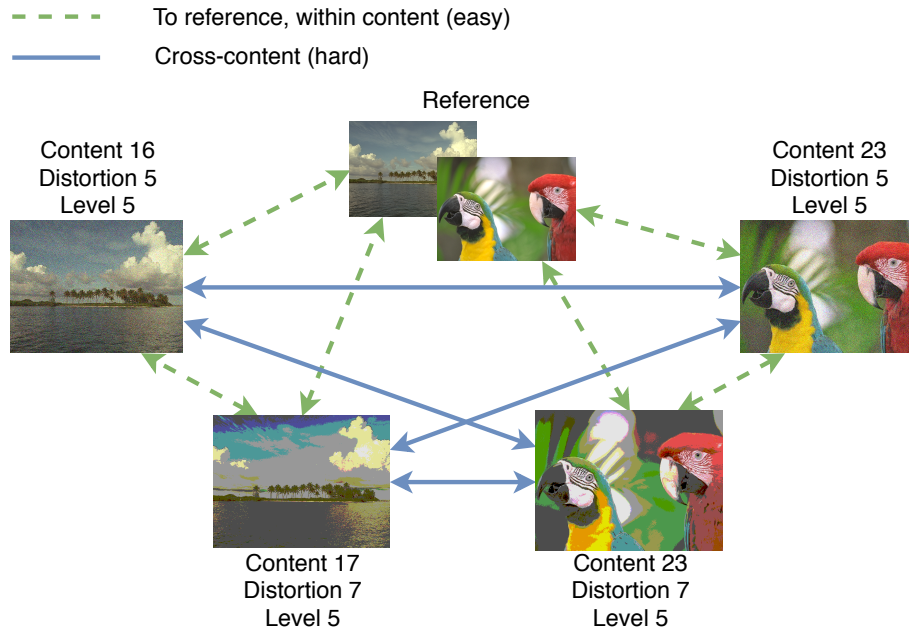 To reference, within content (easy)
Cross-content (hard)
Reference
Content 16
Distortion 5
Level 5
Content 23
Distortion 5
Level 5
Content 17
Distortion 7
Level 5
Content 23
Distortion 7
Level 5